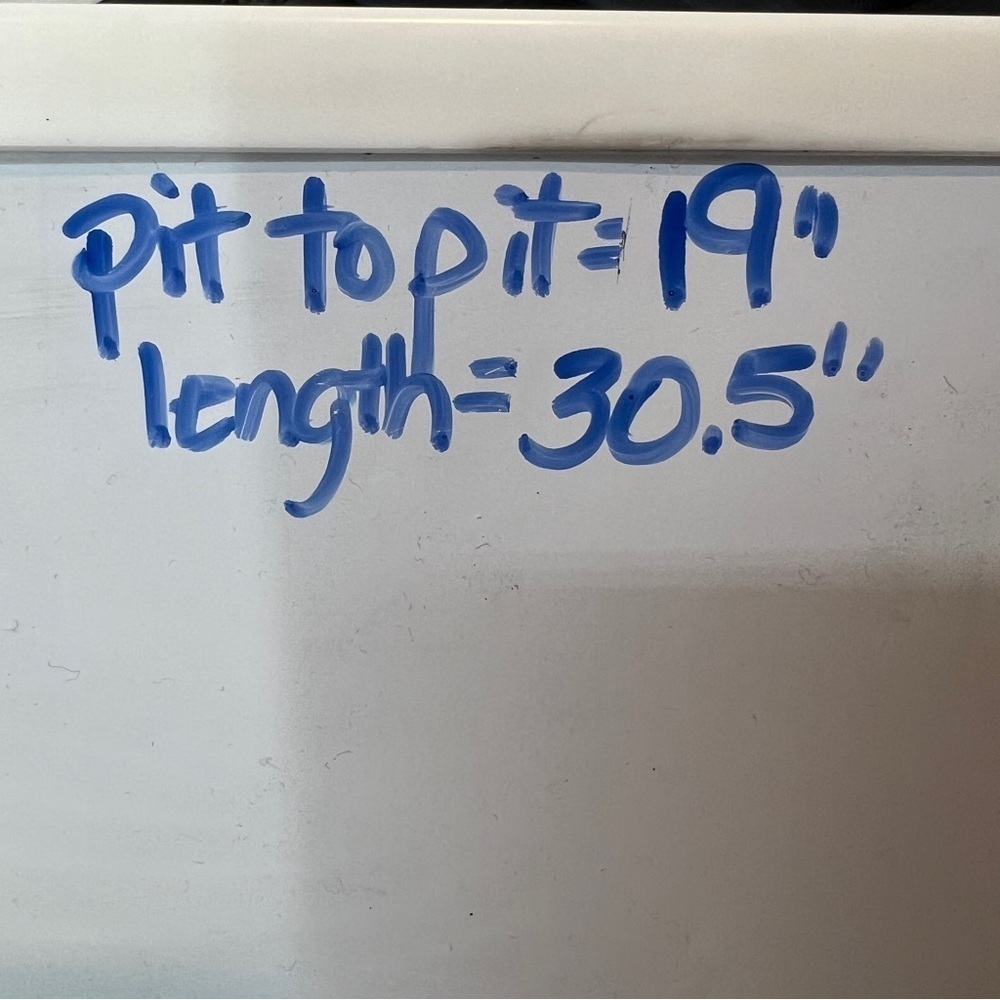 pit to pit = 19"
length = 30.5"